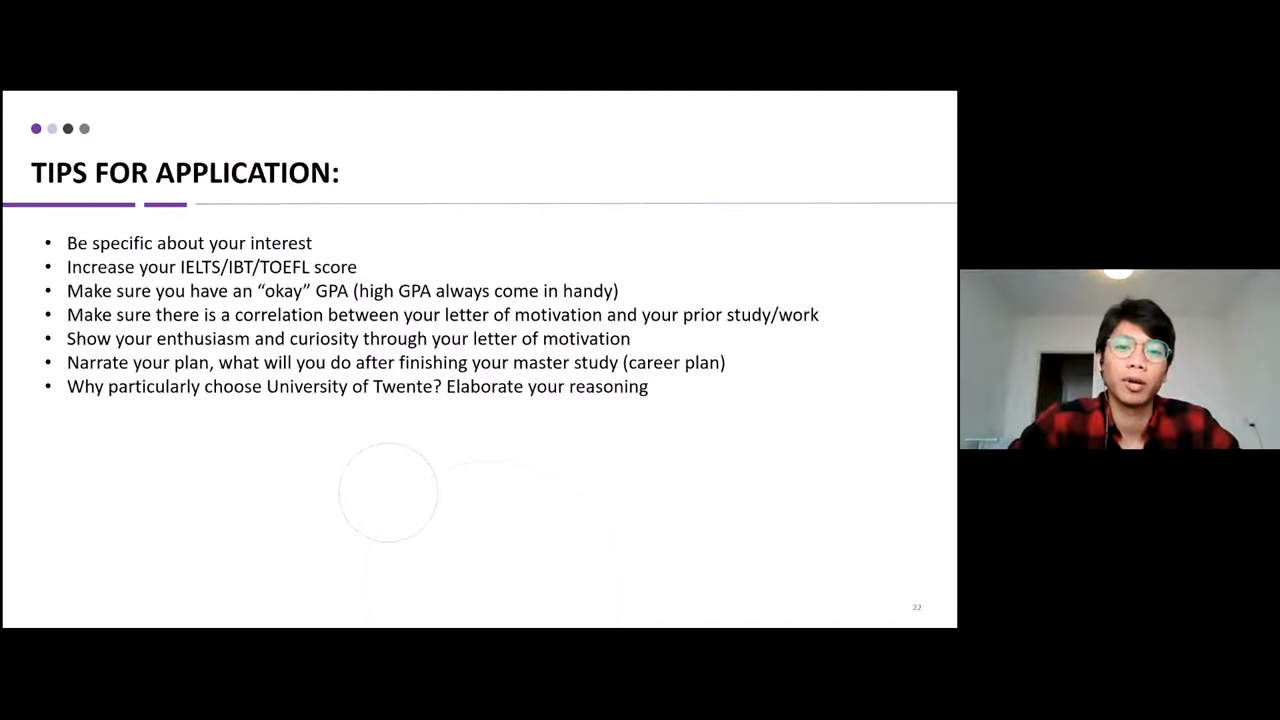 TIPS FOR APPLICATION:
• Be specific about your interest
• Increase your IELTS/IBT/TOEFL score
• Make sure you have an “okay” GPA (high GPA always come in handy)
• Make sure there is a correlation between your letter of motivation and your prior study/work
• Show your enthusiasm and curiosity through your letter of motivation
• Narrate your plan, what will you do after finishing your master study (career plan)
• Why particularly choose University of Twente? Elaborate your reasoning
22